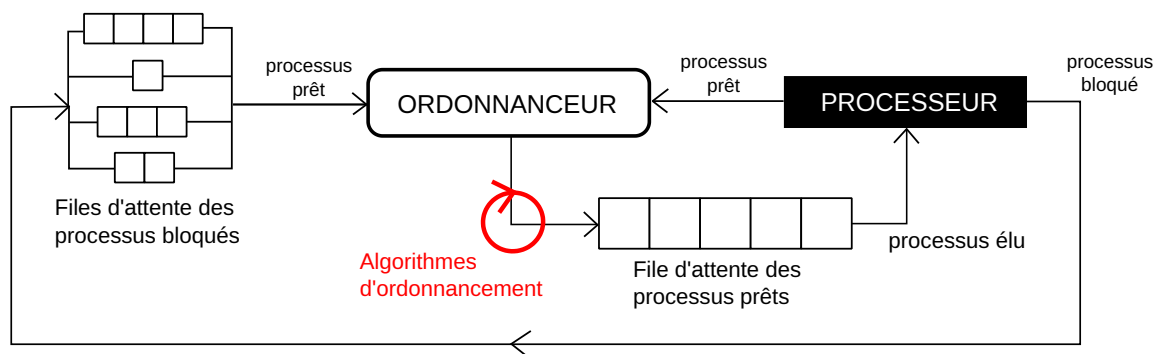 processus
prêt
ORDONNANCEUR
processus
prêt
PROCESSEUR
processus
bloqué
Files d'attente des
processus bloqués
Algorithmes
d'ordonnancement
File d'attente des
processus prêts
processus élu